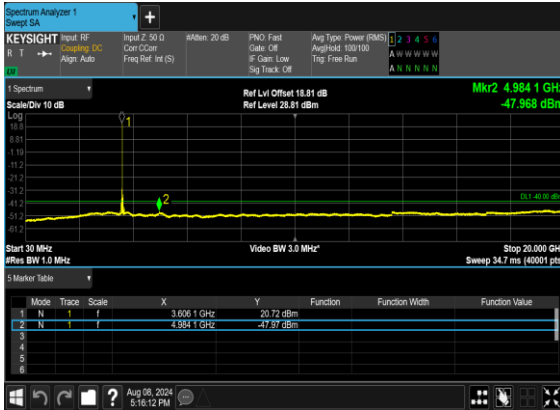 Spectrum Analyzer 1
Swept SA
+
KEYSIGHT Input: RF Input Z: 50 Ω #Atten: 20 dB PNO: Fast Avg Type: Power (RMS) 1 2 3 4 5 6
R T Coupling: DC Corr CCorr Gate: Off Avg|Hold: 100/100 A W W W W W
Align: Auto Freq Ref: Int (S) IF Gain: Low Trig: Free Run
Sig Track: Off A N N N N N
1 Spectrum Ref Lvl Offset 18.81 dB Mkr2 4.984 1 GHz
Scale/Div 10 dB Ref Level 28.81 dBm -47.968 dBm
Log
18.8
8.81
-1.19
-11.2
-21.2
-31.2
-41.2
-51.2
-61.2
1
2
DL1 -40.00 dBm
Start 30 MHz Video BW 3.0 MHz* Stop 20.000 GHz
#Res BW 1.0 MHz Sweep 34.7 ms (40001 pts)
5 Marker Table
Mode Trace Scale X Y Function Function Width Function Value
1 N 1 f 3.606 1 GHz 20.72 dBm
2 N 1 f 4.984 1 GHz -47.97 dBm
3
4
5
6
? Aug 08, 2024
5:16:12 PM